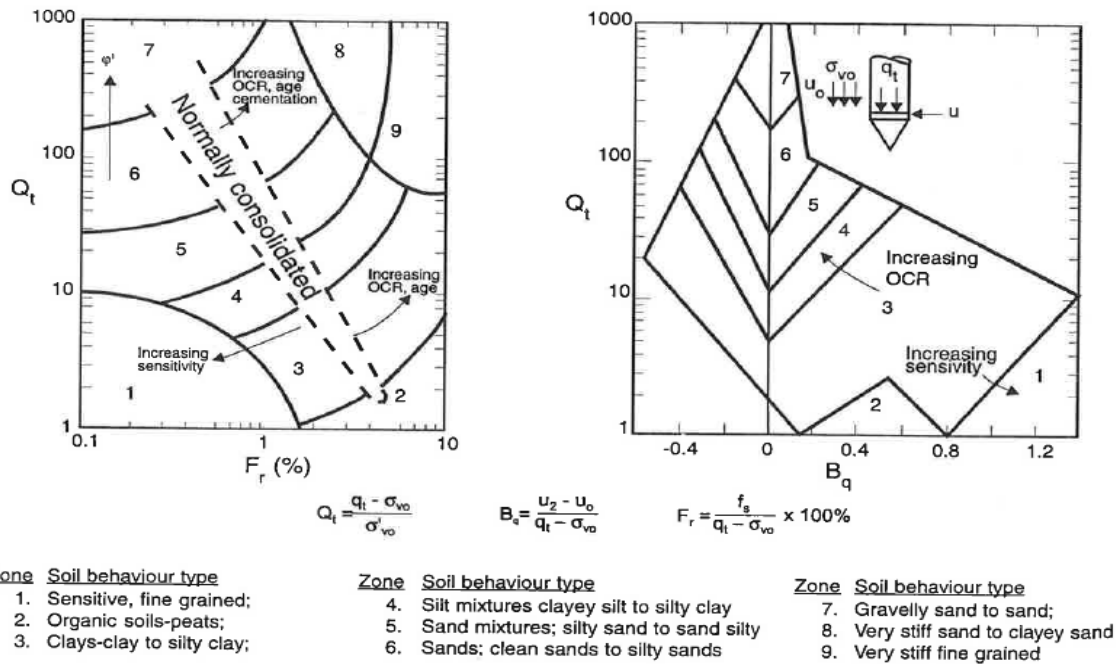 1000
100
Qt
10
1
0.1
1
10
Fr (%)
φ'
7
8
9
6
5
4
3
2
1
Increasing
OCR, age
cementation
Normally consolidated
Increasing
OCR, age
Increasing
sensitivity
1000
100
Qt
10
1
-0.4
0
0.4
0.8
1.2
Bq
σvo
uo
qt
u
7
6
5
4
Increasing
OCR
3
Increasing
sensivity
1
2
Qt = qt - σvo / σ'vo
Bq = u2 - uo / qt - σvo
Fr = fs / qt - σvo x 100%
one Soil behaviour type
1. Sensitive, fine grained;
2. Organic soils-peats;
3. Clays-clay to silty clay;
Zone Soil behaviour type
4. Silt mixtures clayey silt to silty clay
5. Sand mixtures; silty sand to sand silty
6. Sands; clean sands to silty sands
Zone Soil behaviour type
7. Gravelly sand to sand;
8. Very stiff sand to clayey sand
9. Very stiff fine grained